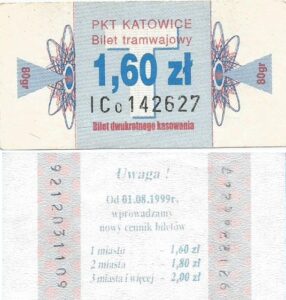 PKT KATOWICE
Bilet tramwajowy
80gr
1,60 zł
80gr
ICo 142627
Bilet dwukrotnego kasowania
Uwaga !
Od 01.08.1999r.
wprowadzamy
nowy cennik biletów
1 miasto - 1,60 zł
2 miasta - 1,80 zł
3 miasta i więcej - 2,00 zł
9212031109